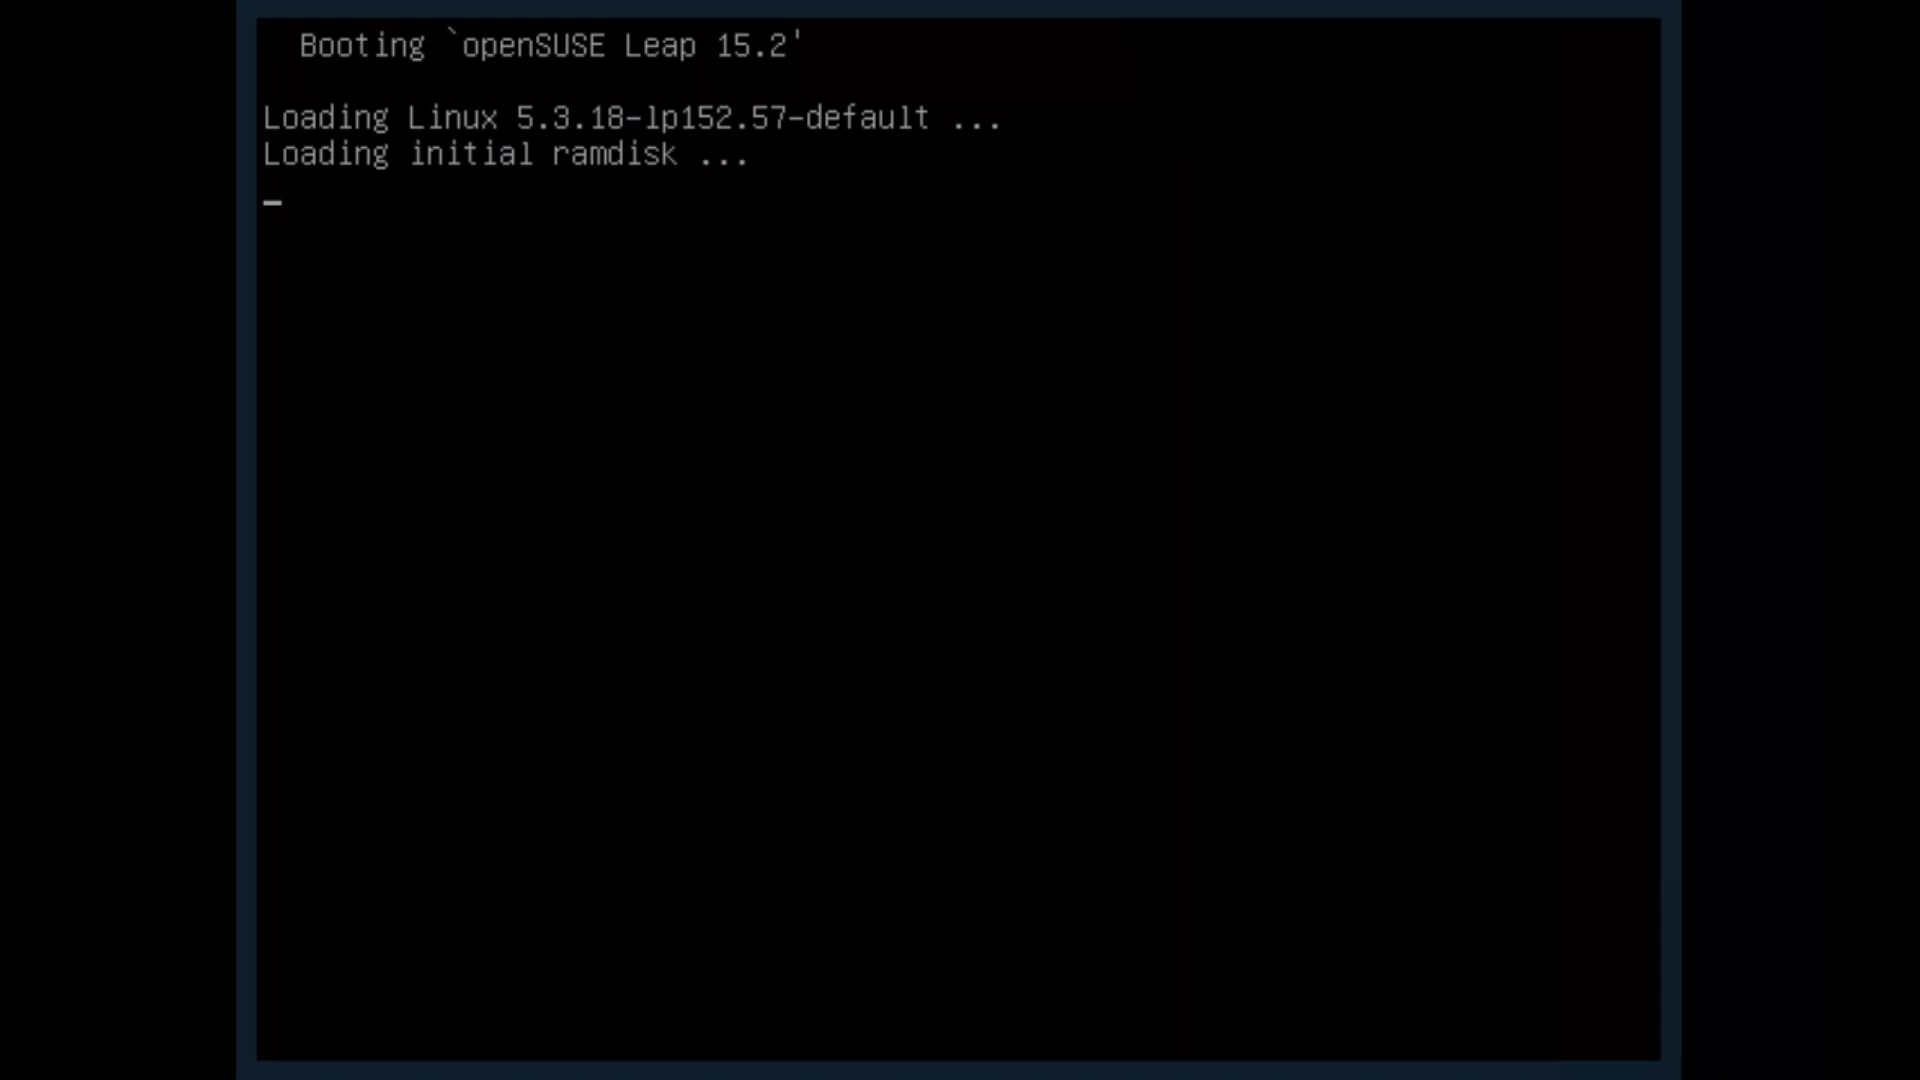 Booting `openSUSE Leap 15.2'
Loading Linux 5.3.18-lp152.57-default ...
Loading initial ramdisk ...